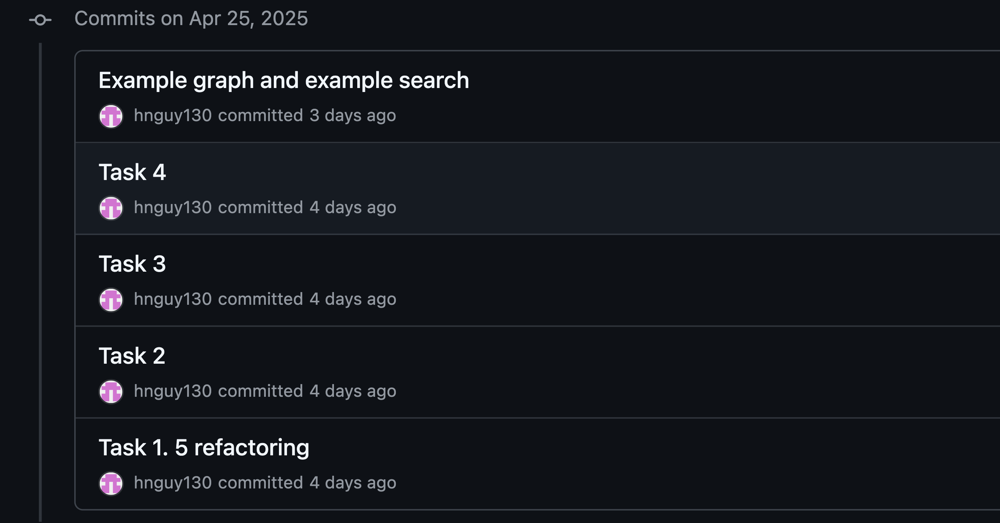 Commits on Apr 25, 2025
Example graph and example search
hnguy130 committed 3 days ago
Task 4
hnguy130 committed 4 days ago
Task 3
hnguy130 committed 4 days ago
Task 2
hnguy130 committed 4 days ago
Task 1. 5 refactoring
hnguy130 committed 4 days ago